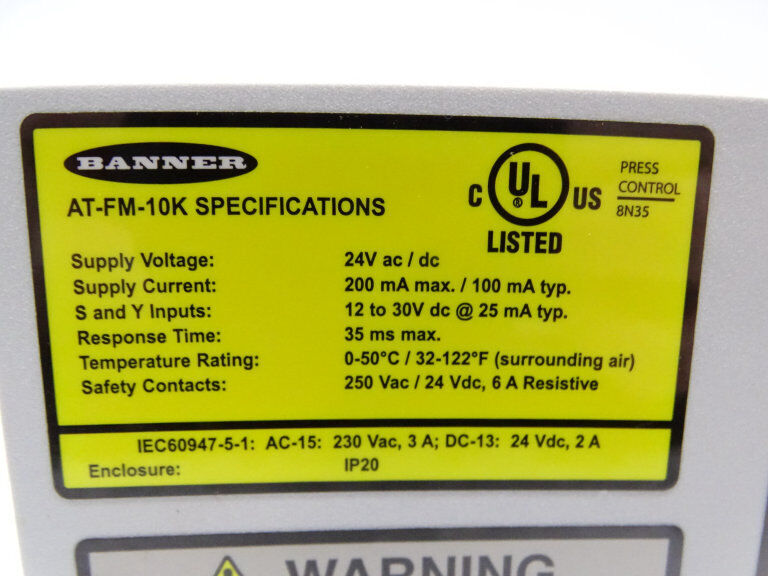 BANNER
AT-FM-10K SPECIFICATIONS
C UL ® US
LISTED
PRESS
CONTROL
8N35
Supply Voltage: 24V ac / dc
Supply Current: 200 mA max. / 100 mA typ.
S and Y Inputs: 12 to 30V dc @ 25 mA typ.
Response Time: 35 ms max.
Temperature Rating: 0-50°C / 32-122°F (surrounding air)
Safety Contacts: 250 Vac / 24 Vdc, 6 A Resistive
IEC60947-5-1: AC-15: 230 Vac, 3 A; DC-13: 24 Vdc, 2 A
Enclosure: IP20
WARNING